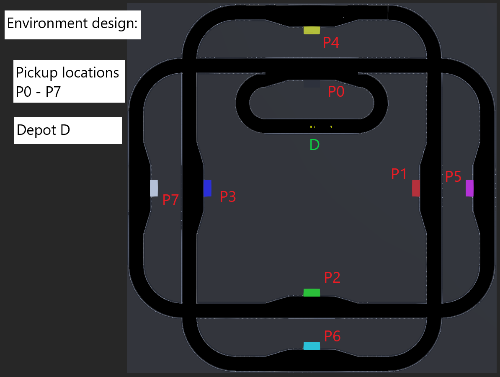 Environment design:
Pickup locations
P0 - P7
Depot D
P4
P0
D
P1
P5
P7
P3
P2
P6